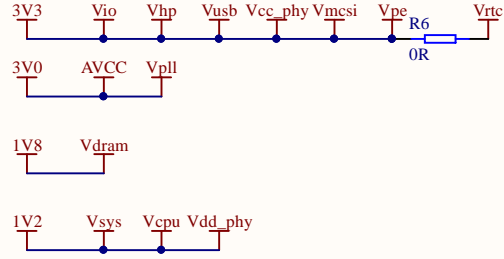 3V3 Vio Vhp Vusb Vcc_phy Vmcsi Vpe Vrtc
R6
0R
3V0 AVCC Vpll
1V8 Vdram
1V2 Vsys Vcpu Vdd_phy